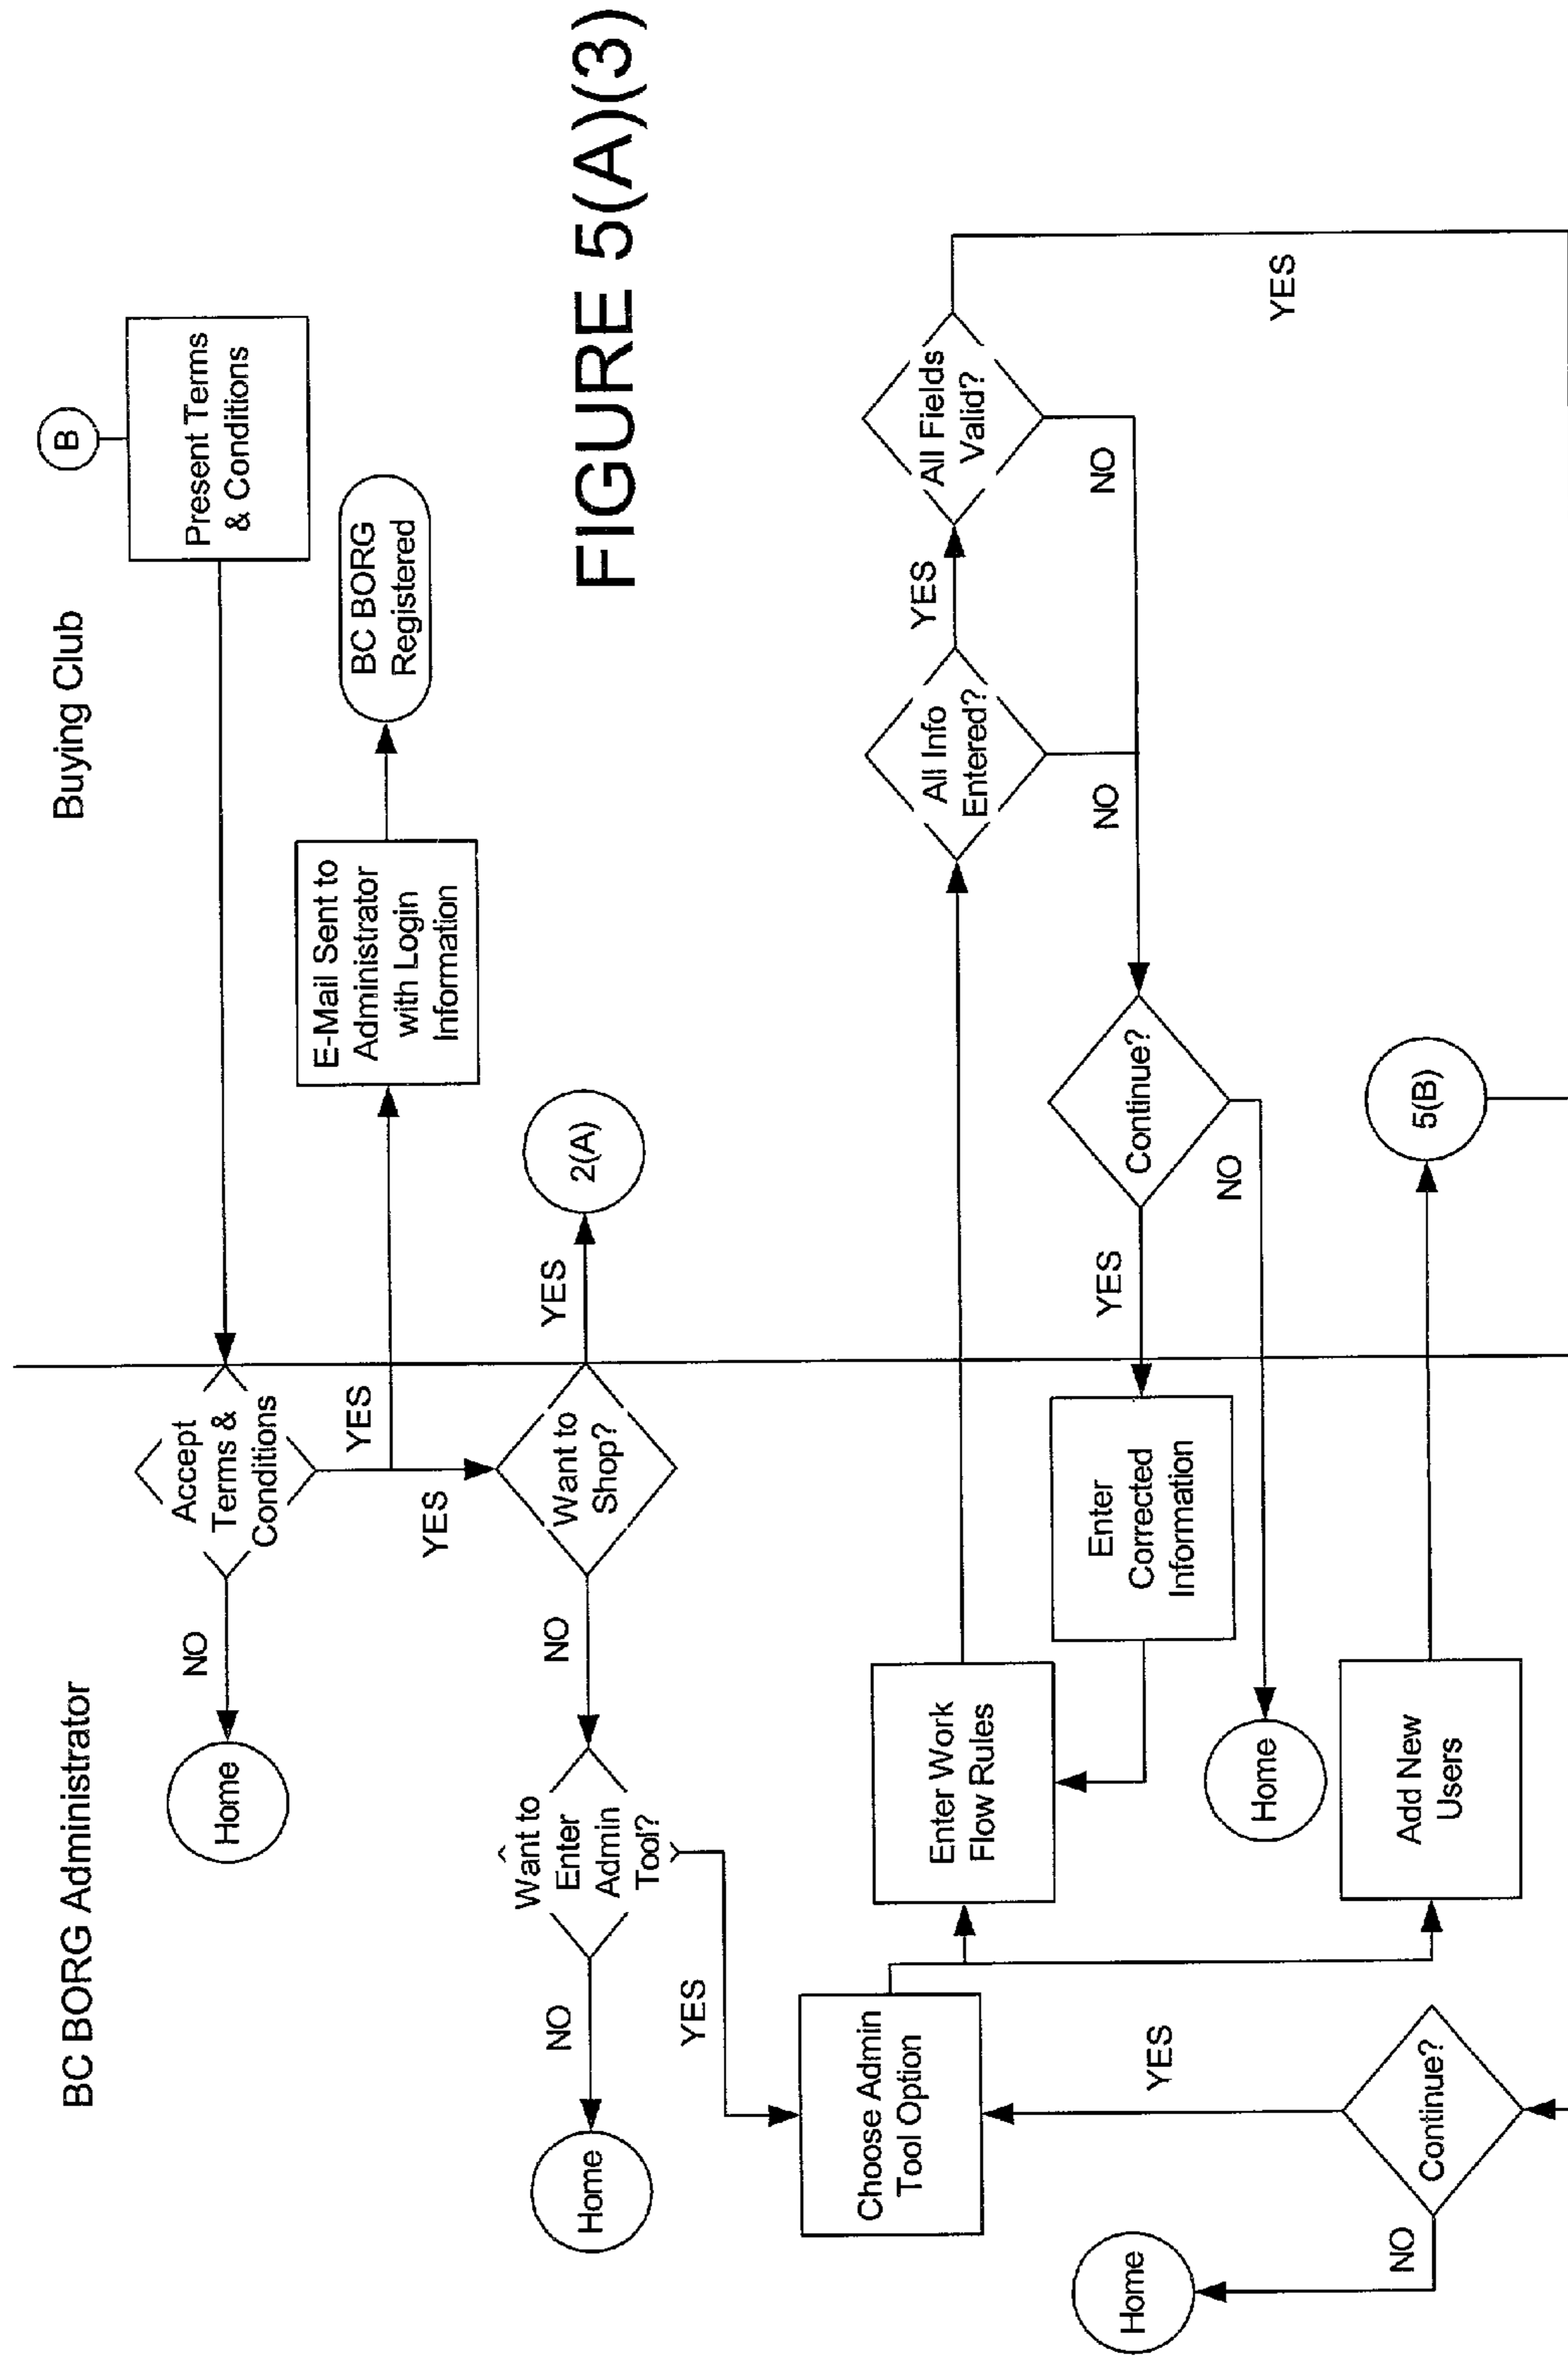 BC BORG Administrator
Buying Club
B
Present Terms
& Conditions
Accept
Terms &
Conditions
NO
Home
YES
E-Mail Sent to
Administrator
with Login
Information
BC BORG
Registered
YES
Want to
Shop?
YES
2(A)
NO
Want to
Enter
Admin
Tool?
NO
Home
YES
FIGURE 5(A)(3)
Choose Admin
Tool Option
Enter Work
Flow Rules
All Info
Entered?
YES
All Fields
Valid?
NO
NO
YES
Continue?
YES
NO
Enter
Corrected
Information
Home
Add New
Users
5(B)
Continue?
YES
NO
Home